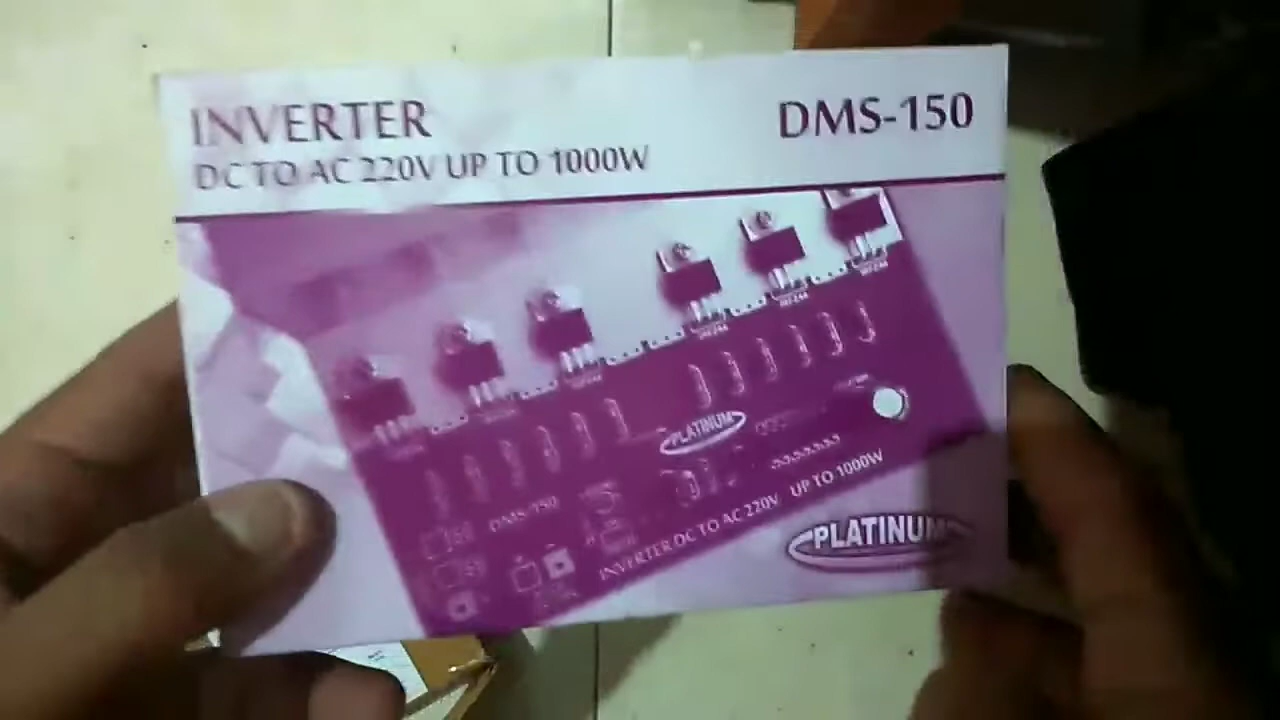 INVERTER
DMS-150
DC TO AC 220V UP TO 1000W
PLATINUM
DMS-150
INVERTER DC TO AC 220V UP TO 1000W
PLATINUM